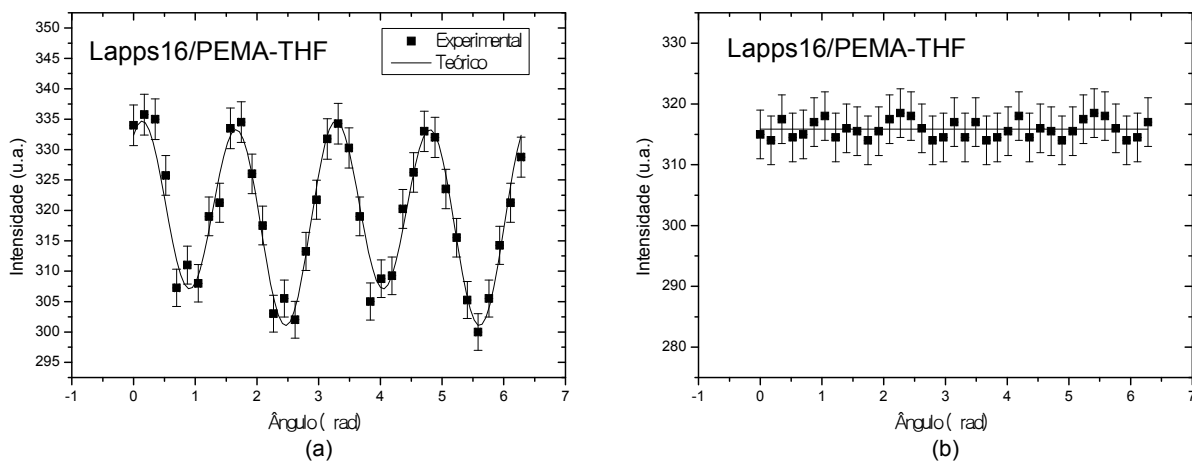 Lapps16/PEMA-THF
Experimental
Teórico
Intensidade (u.a.)
355
350
345
340
335
330
325
320
315
310
305
300
295
-1 0 1 2 3 4 5 6 7
Ângulo ( rad)
(a)
Lapps16/PEMA-THF
Intensidade (u.a.)
330
320
310
300
290
280
-1 0 1 2 3 4 5 6 7
Ângulo ( rad)
(b)